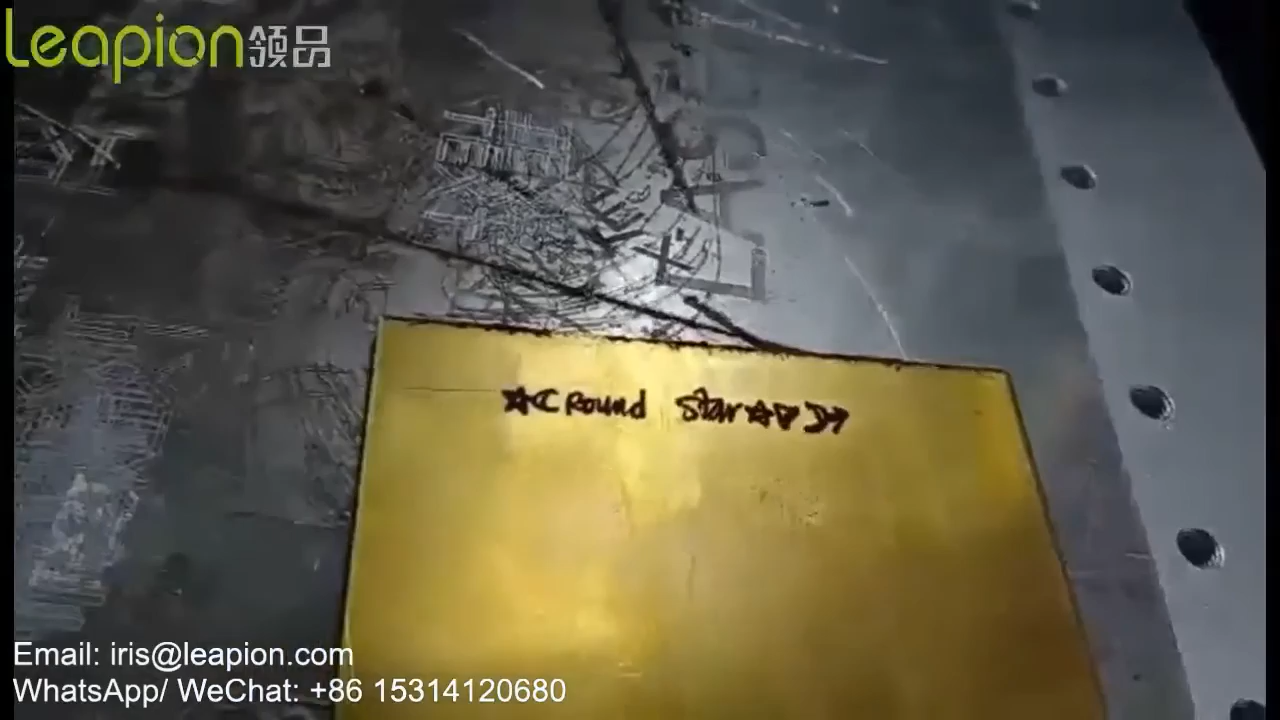 Leapion领品
☆☾Round Star☆▷☽→
Email: iris@leapion.com
WhatsApp/ WeChat: +86 15314120680